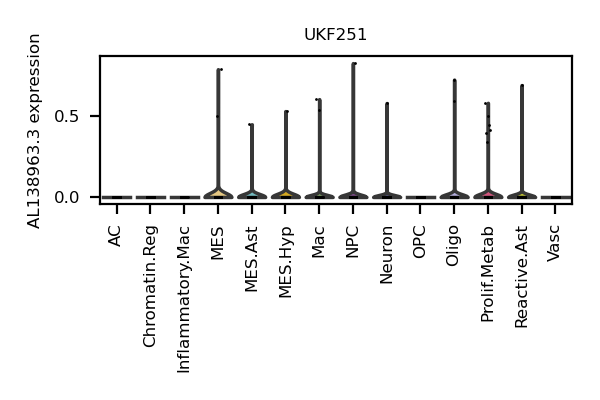 UKF251
AL138963.3 expression
0.5
0.0
AC
Chromatin.Reg
Inflammatory.Mac
MES
MES.Ast
MES.Hyp
Mac
NPC
Neuron
OPC
Oligo
Prolif.Metab
Reactive.Ast
Vasc